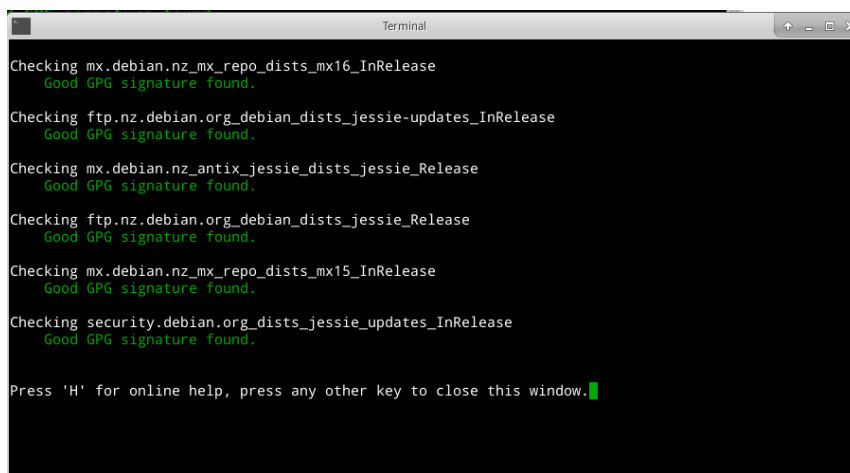 Terminal
Checking mx.debian.nz_mx_repo_dists_mx16_InRelease
Good GPG signature found.
Checking ftp.nz.debian.org_debian_dists_jessie-updates_InRelease
Good GPG signature found.
Checking mx.debian.nz_antix_jessie_dists_jessie_Release
Good GPG signature found.
Checking ftp.nz.debian.org_debian_dists_jessie_Release
Good GPG signature found.
Checking mx.debian.nz_mx_repo_dists_mx15_InRelease
Good GPG signature found.
Checking security.debian.org_dists_jessie_updates_InRelease
Good GPG signature found.
Press 'H' for online help, press any other key to close this window.